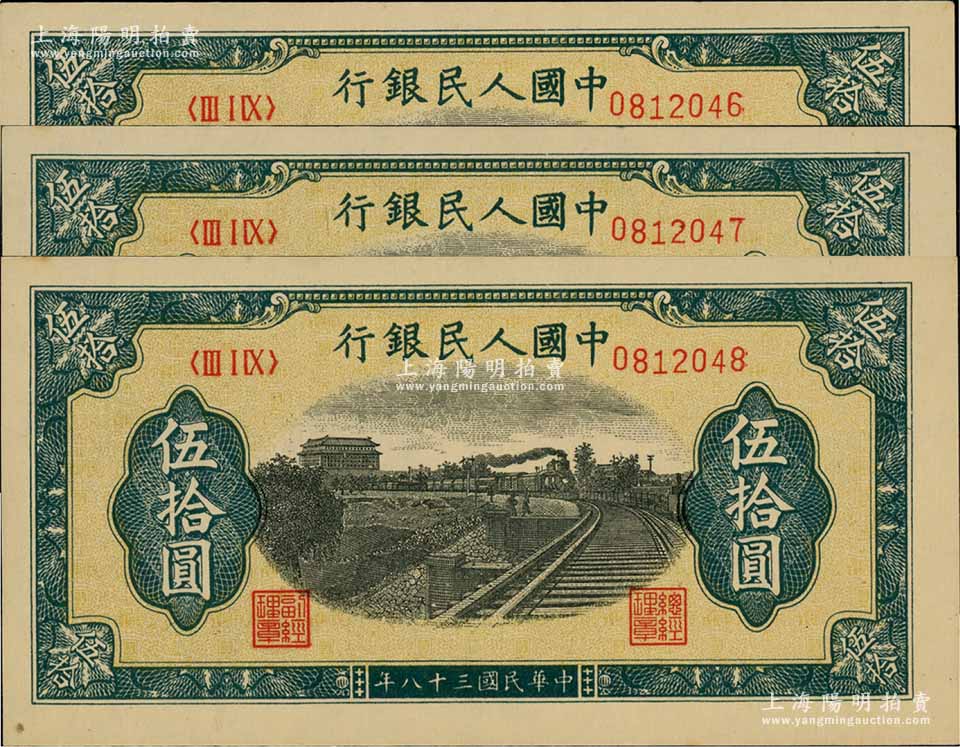 上海陽明拍賣
www.yangmingauction.com
伍拾
行銀民人國中
伍拾
〈III I IX〉
0812046
伍拾
行銀民人國中
伍拾
〈III I IX〉
0812047
伍拾
行銀民人國中
伍拾
〈III I IX〉
0812048
上海陽明拍賣
www.yangmingauction.com
伍拾圓
伍拾圓
副經理章
總經理章
伍拾
年八十三國民華中
伍拾
上海陽明拍賣
www.yangmingauction.com